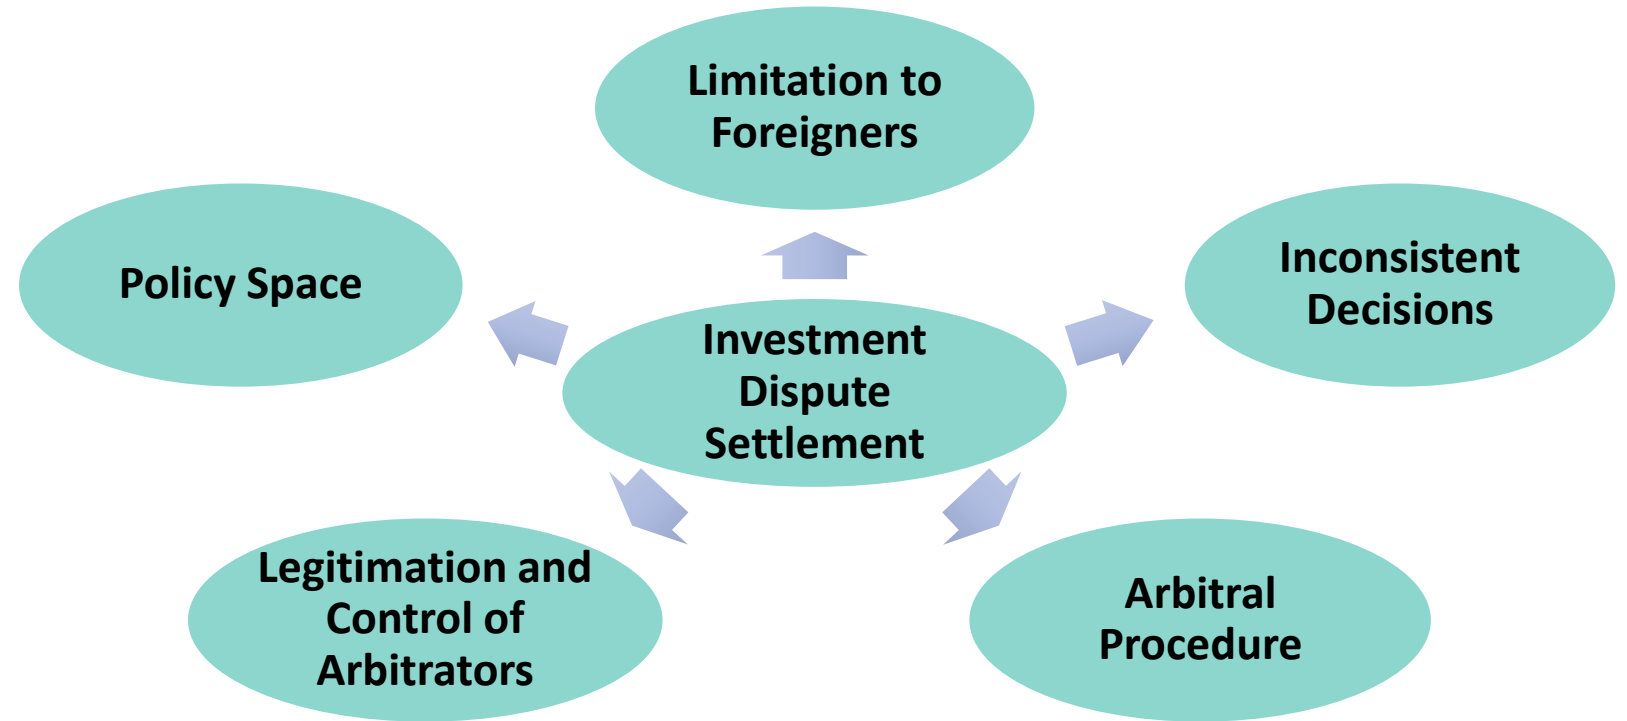 Limitation to
Foreigners
Policy Space
Inconsistent
Decisions
Investment
Dispute
Settlement
Legitimation and
Control of
Arbitrators
Arbitral
Procedure